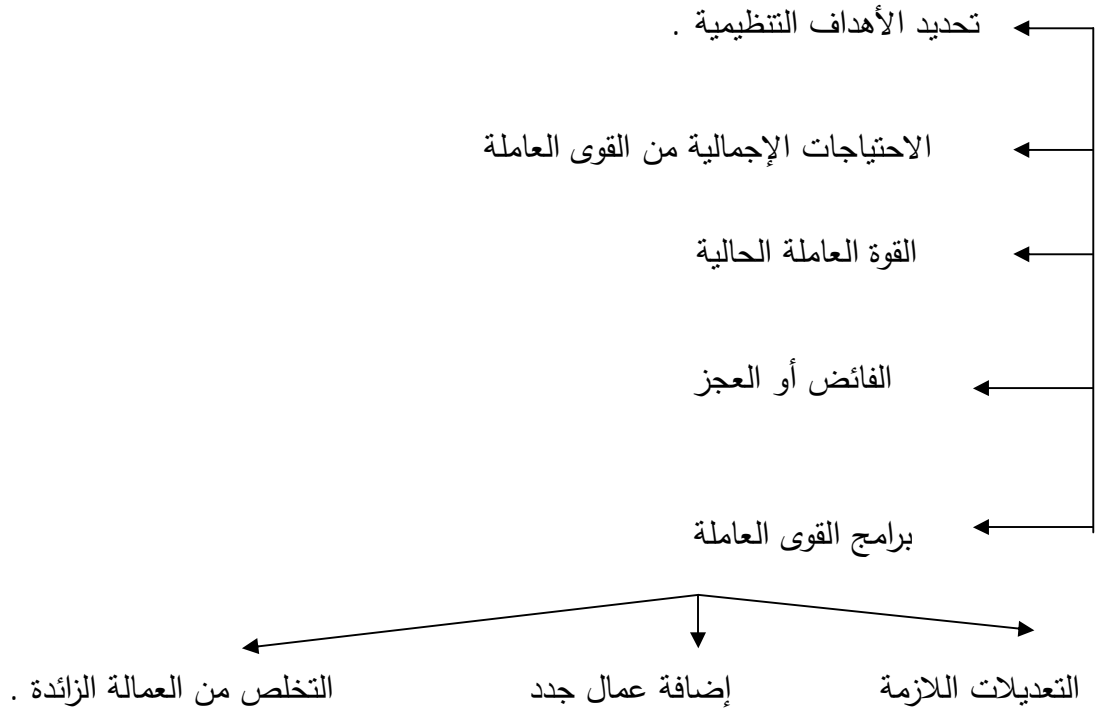 تحديد الأهداف التنظيمية .
الاحتياجات الإجمالية من القوى العاملة
القوة العاملة الحالية
الفائض أو العجز
برامج القوى العاملة
التعديلات اللازمة إضافة عمال جدد التخلص من العمالة الزائدة .